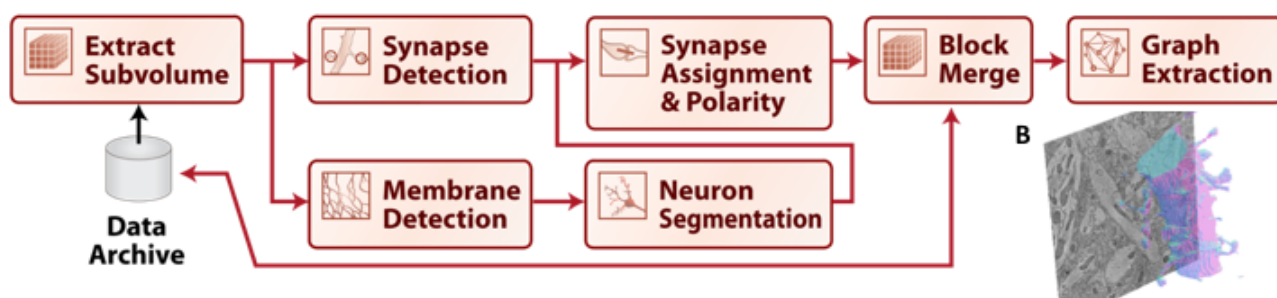 Extract
Subvolume
Synapse
Detection
Synapse
Assignment
& Polarity
Block
Merge
Graph
Extraction
Data
Archive
Membrane
Detection
Neuron
Segmentation
B